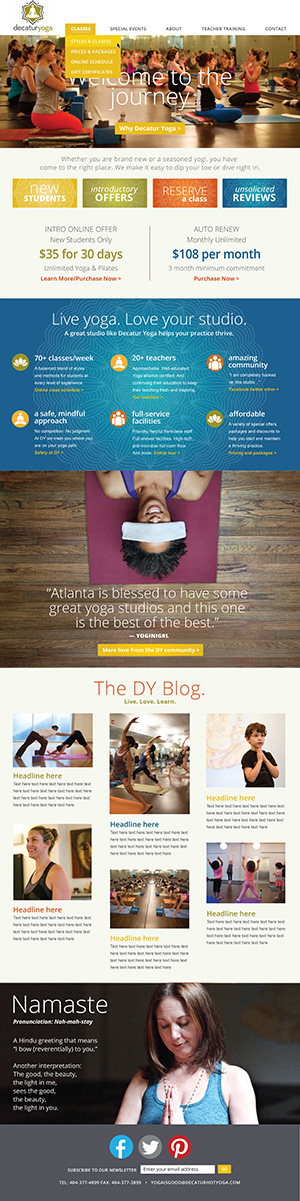 decaturyoga
CLASSES
SPECIAL EVENTS
ABOUT
TEACHER TRAINING
CONTACT
STYLES & CLASSES
PRICES & PACKAGES
ONLINE SCHEDULE
GIFT CERTIFICATES
Welcome to the
journey
Why Decatur Yoga >
Whether you are brand new or a seasoned yogi, you have
come to the right place. We make it easy to dip your toe or dive right in.
new
STUDENTS
introductory
OFFERS
RESERVE
a class
unsolicited
REVIEWS
INTRO ONLINE OFFER
New Students Only
$35 for 30 days
Unlimited Yoga & Pilates
Learn More/Purchase Now >
AUTO RENEW
Monthly Unlimited
$108 per month
3 month minimum commitment
Purchase Now >
Live yoga. Love your studio.
A great studio like Decatur Yoga helps your practice thrive.
70+ classes/week
A balanced blend of styles
and methods for students at
every level of experience.
Online class schedule >
20+ teachers
Approachable. Well-educated.
Yoga alliance certified. And
continuing their education to keep
their teaching fresh and inspiring.
Our teachers >
amazing
community
"I am completely hooked
on this studio."
Facebook twitter other >
a safe, mindful
approach
No competition. No judgment.
At DY we meet you where you
are on your yoga path.
Safety at DY >
full-service
facilities
Friendly, helpful front-desk staff.
Full shower facilities. High-tech,
anti-microbial hot room floor.
And more.
affordable
A variety of special offers,
packages and discounts to
help you start and maintain
a thriving practice.
Pricing and packages >
“Atlanta is blessed to have some
great yoga studios and this one
is the best of the best.”
— YOGINIGRL
More love from the DY community >
The DY Blog.
Live. Love. Learn.
Headline here
Text here text here text here text
here text here text here text here
text here text here text here text
here text here text here text here
text here text here
Headline here
Text here text here text here text
here text here text here text here
text here text here text here text
here text here text here text here
text here text here
Headline here
Text here text here text here text
here text here text here text here
text here text here text here text
here text here text here text here
text here text here
Headline here
Text here text here text here text
here text here text here text here
text here text here text here text
here text here text here text here
text here text here
Headline here
Text here text here text here text
here text here text here text here
text here text here text here text
here text here text here text here
text here text here
Headline here
Text here text here text here text
here text here text here text here
text here text here text here text
here text here text here text here
text here text here
Namaste
Pronunciation: Nah-mah-stay
A Hindu greeting that means
“I bow (reverentially) to you.”
Another interpretation:
The good, the beauty,
the light in me,
sees the good,
the beauty,
the light in you.
SUBSCRIBE TO OUR NEWSLETTER
Enter your email address
GO
TEL: 404-377-4899 FAX: 404-377-3899 • YOGAISGOOD@DECATURHOTYOGA.COM